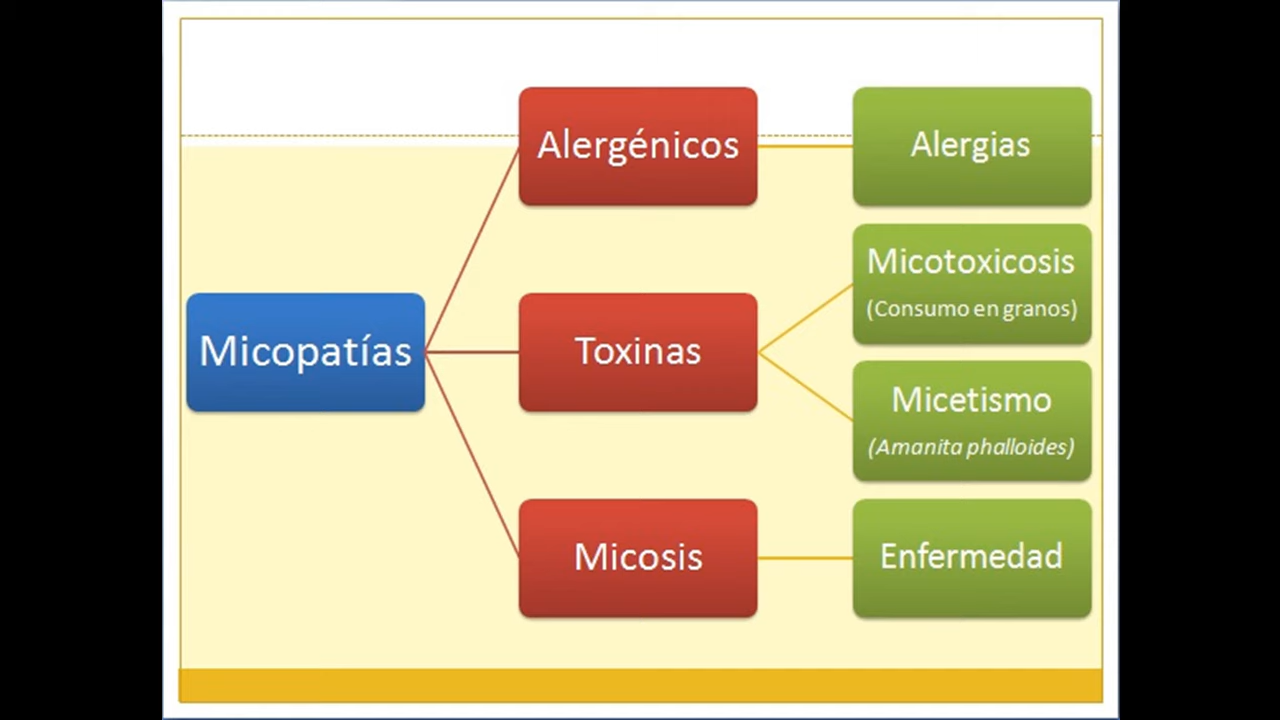 Micopatías
Alergénicos
Alergias
Toxinas
Micotoxicosis
(Consumo en granos)
Micetismo
(Amanita phalloides)
Micosis
Enfermedad